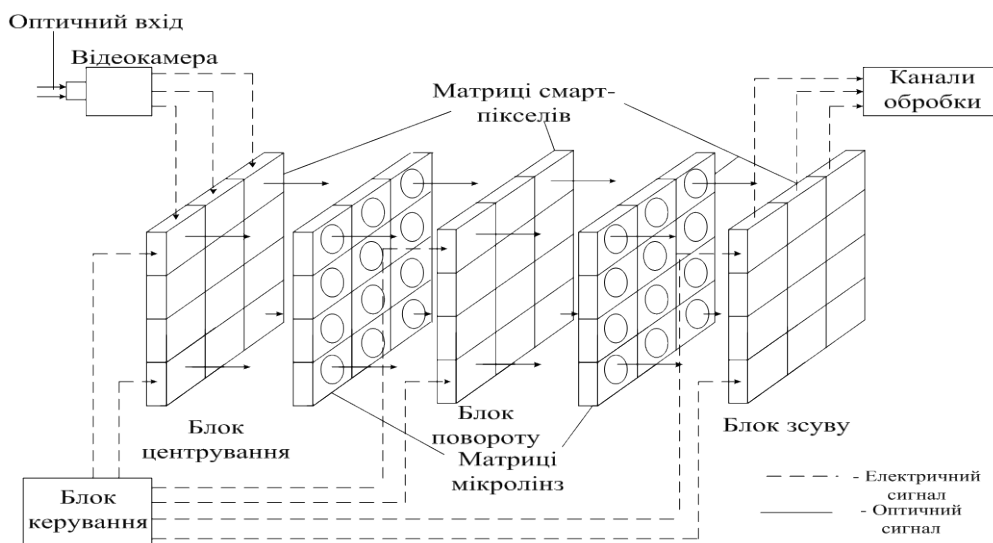 Оптичний вхід
Відеокамера
Матриці смарт-
пікселів
Канали
обробки
Блок
центрування
Блок
повороту
Матриці
мікролінз
Блок зсуву
Блок
керування
- Електричний
сигнал
- Оптичний
сигнал